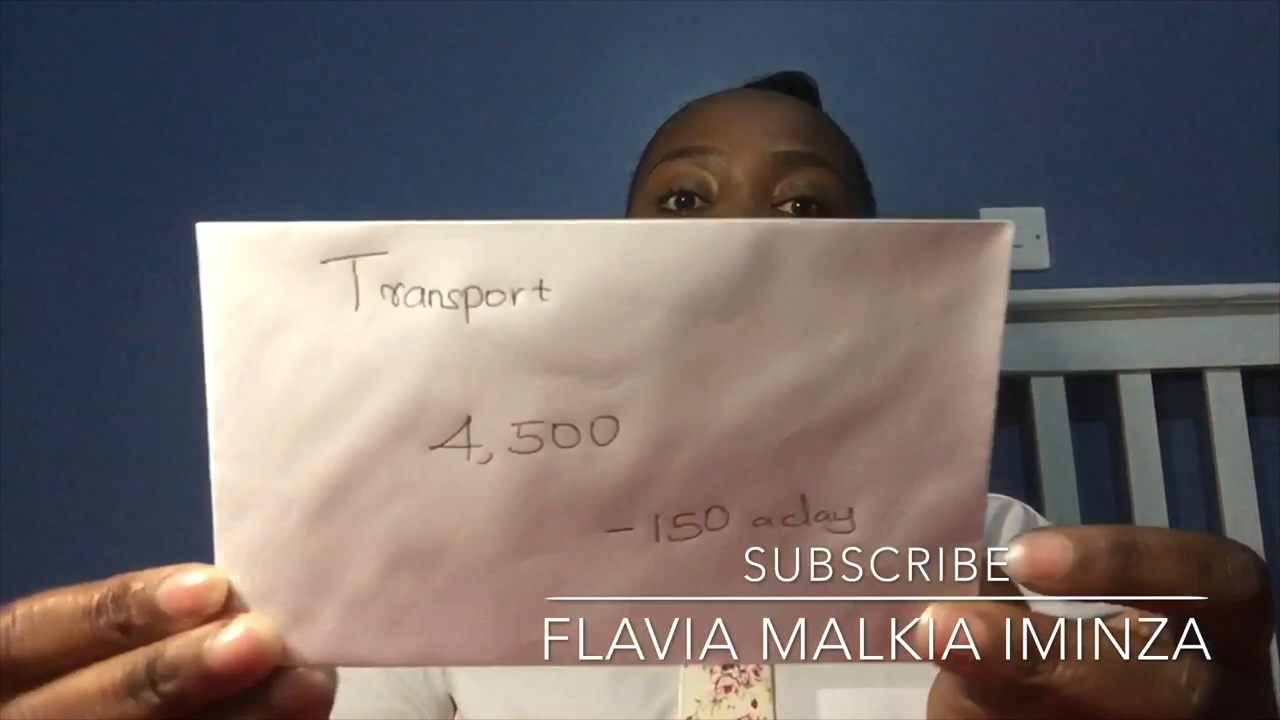 Transport
4,500
- 150 a day
SUBSCRIBE
FLAVIA MALKIA IMINZA